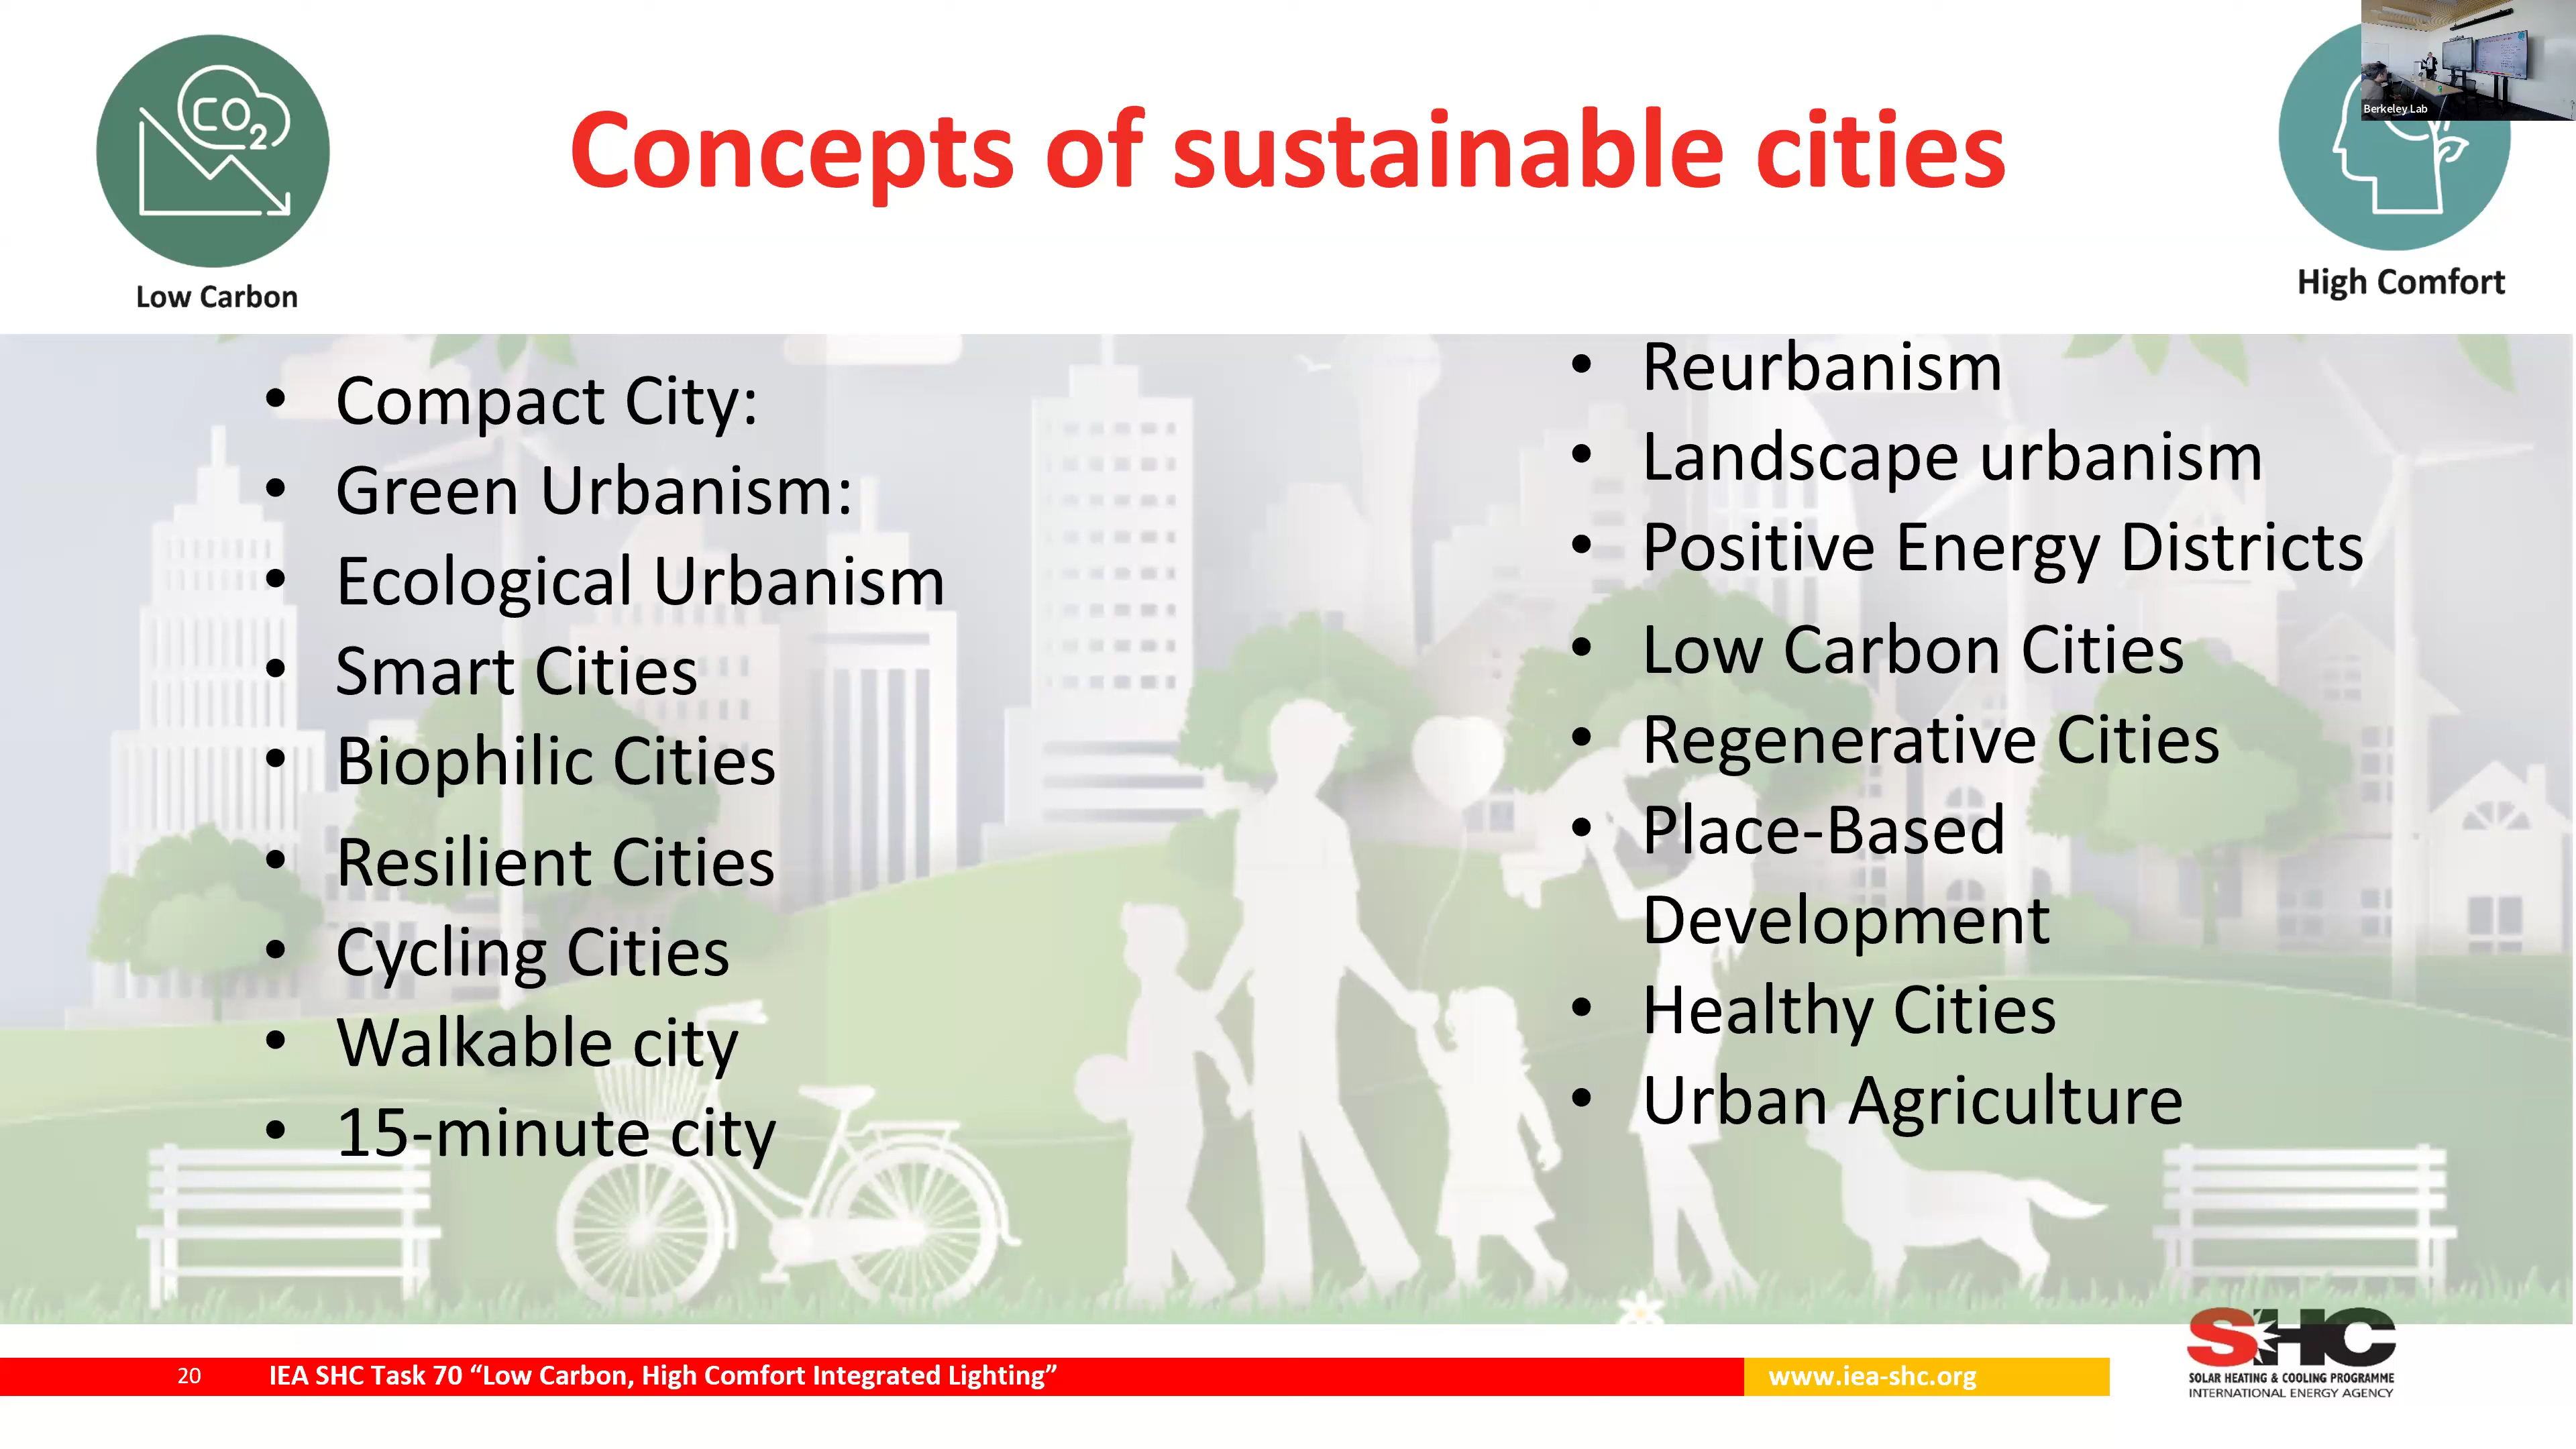 CO2
Low Carbon
Concepts of sustainable cities
Berkeley Lab
High Comfort
• Compact City:
• Green Urbanism:
• Ecological Urbanism
• Smart Cities
• Biophilic Cities
• Resilient Cities
• Cycling Cities
• Walkable city
• 15-minute city
• Reurbanism
• Landscape urbanism
• Positive Energy Districts
• Low Carbon Cities
• Regenerative Cities
• Place-Based
Development
• Healthy Cities
• Urban Agriculture
20
IEA SHC Task 70 “Low Carbon, High Comfort Integrated Lighting”
www.iea-shc.org
SHC
SOLAR HEATING & COOLING PROGRAMME
INTERNATIONAL ENERGY AGENCY